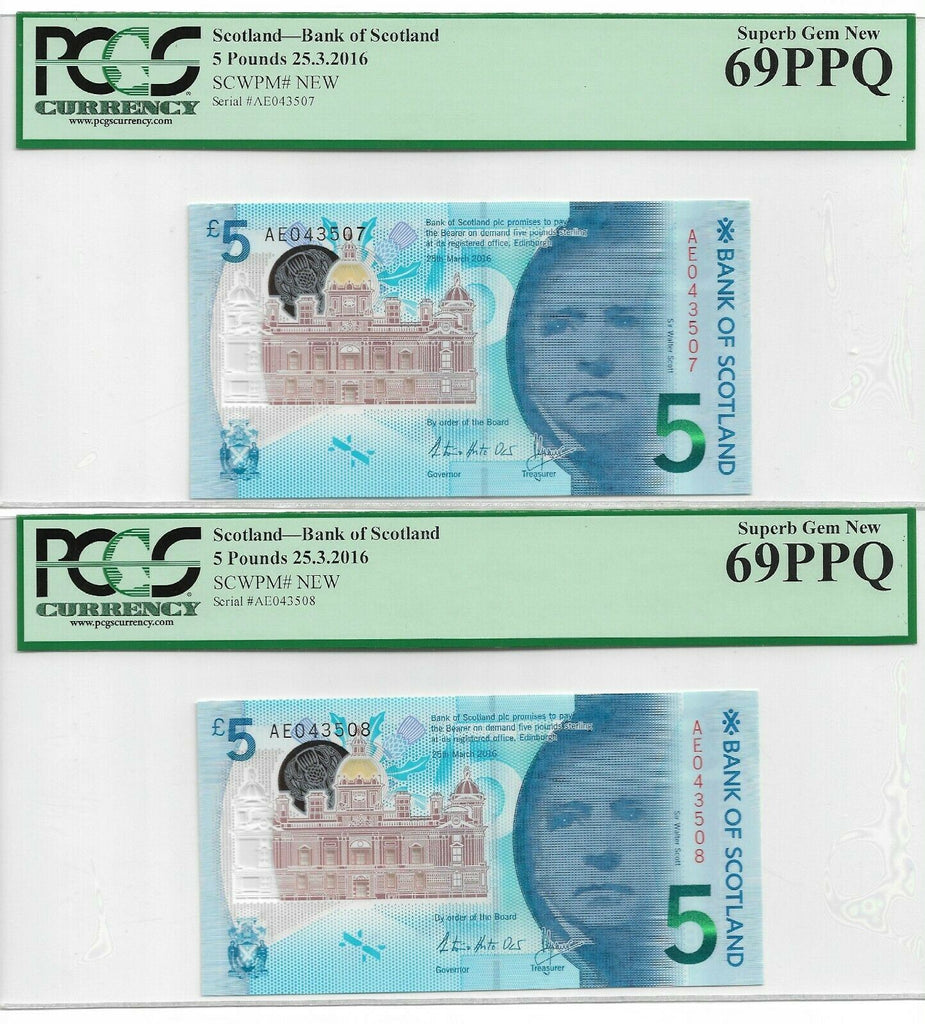 PCGS
CURRENCY
www.pcgscurrency.com
Scotland—Bank of Scotland
5 Pounds 25.3.2016
SCWPM# NEW
Serial #AE043507
Superb Gem New
69PPQ
£5 AE043507
Bank of Scotland plc promises to pay
the Bearer on demand five pounds sterling
at its registered office, Edinburgh
25th March 2016
By order of the Board
Governor
Treasurer
Sir Walter Scott
AE043507
BANK OF SCOTLAND
5
PCGS
CURRENCY
www.pcgscurrency.com
Scotland—Bank of Scotland
5 Pounds 25.3.2016
SCWPM# NEW
Serial #AE043508
Superb Gem New
69PPQ
£5 AE043508
Bank of Scotland plc promises to pay
the Bearer on demand five pounds sterling
at its registered office, Edinburgh
25th March 2016
By order of the Board
Governor
Treasurer
Sir Walter Scott
AE043508
BANK OF SCOTLAND
5